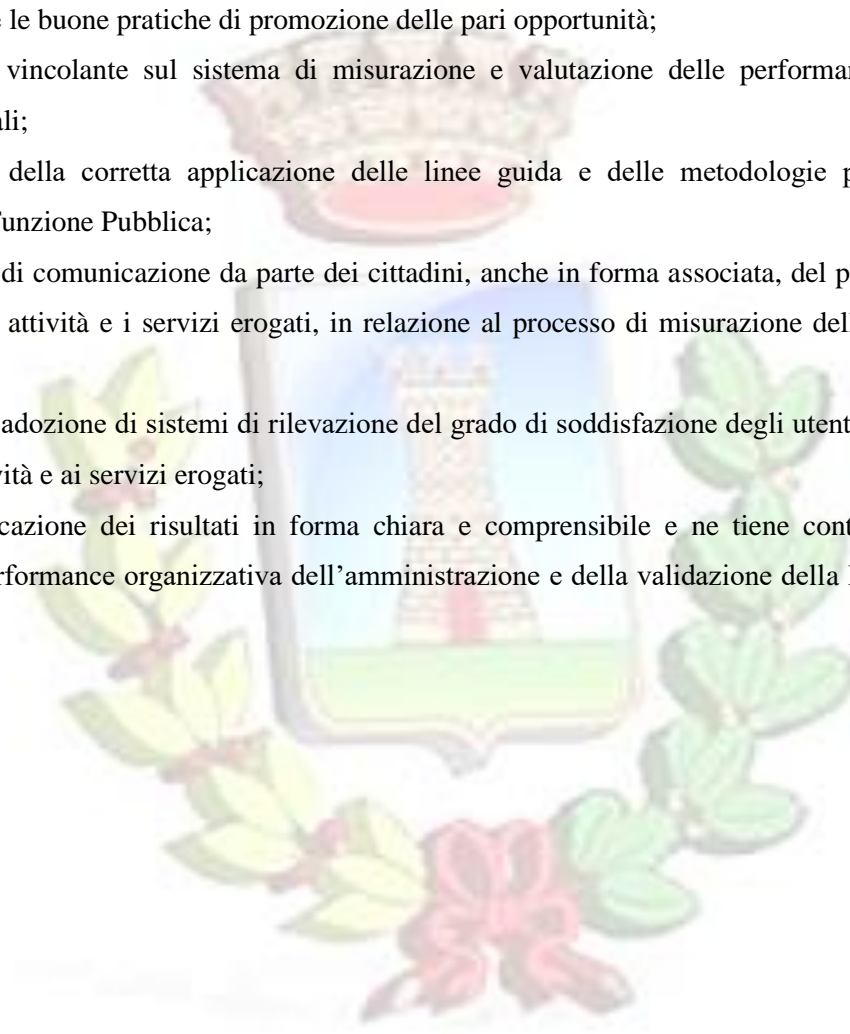 e le buone pratiche di promozione delle pari opportunità;
vincolante sul sistema di misurazione e valutazione delle performan
ali;
della corretta applicazione delle linee guida e delle metodologie p
Funzione Pubblica;
di comunicazione da parte dei cittadini, anche in forma associata, del p
attività e i servizi erogati, in relazione al processo di misurazione dell
adozione di sistemi di rilevazione del grado di soddisfazione degli utent
vità e ai servizi erogati;
cazione dei risultati in forma chiara e comprensibile e ne tiene cont
rformance organizzativa dell’amministrazione e della validazione della